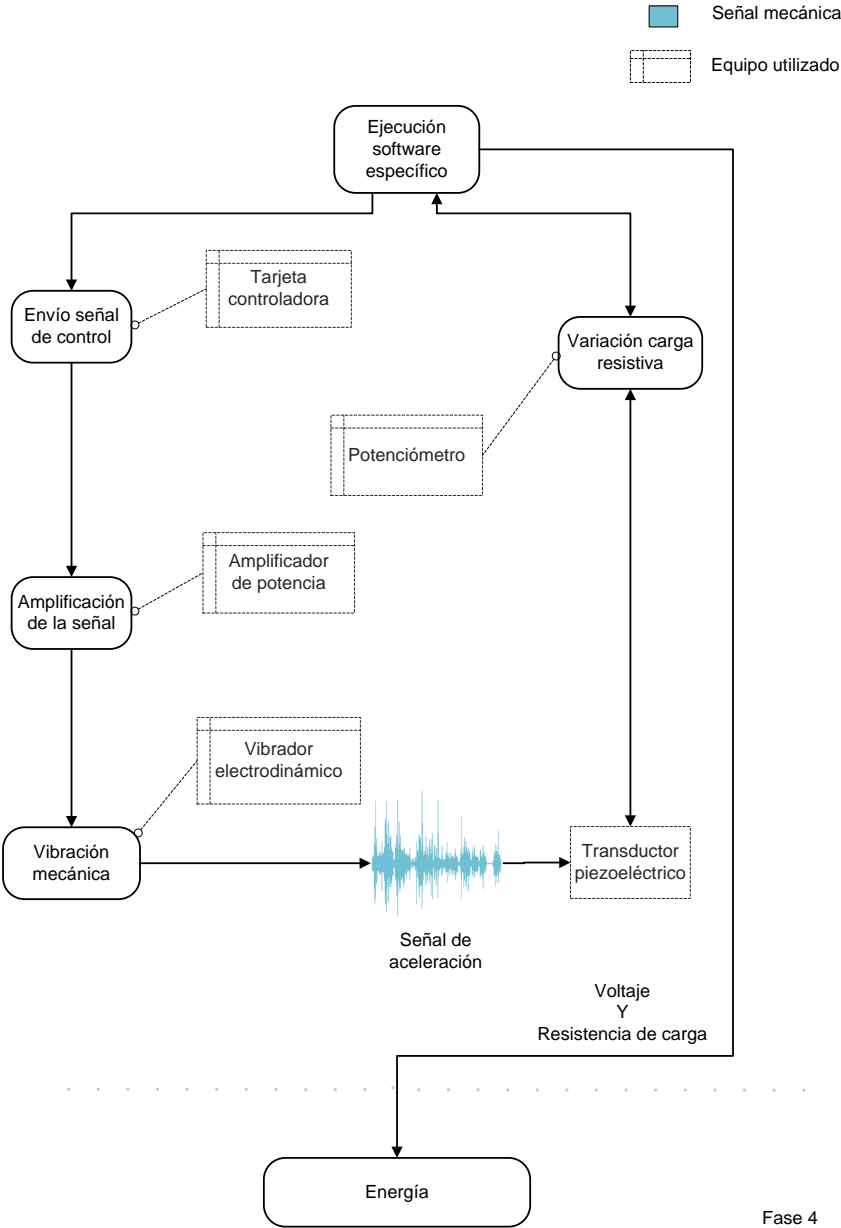 Señal mecánica
Equipo utilizado
Ejecución
software
específico
Tarjeta
controladora
Envío señal
de control
Variación carga
resistiva
Potenciómetro
Amplificador
de potencia
Amplificación
de la señal
Vibrador
electrodinámico
Vibración
mecánica
Transductor
piezoeléctrico
Señal de
aceleración
Voltaje
Y
Resistencia de carga
Energía
Fase 4